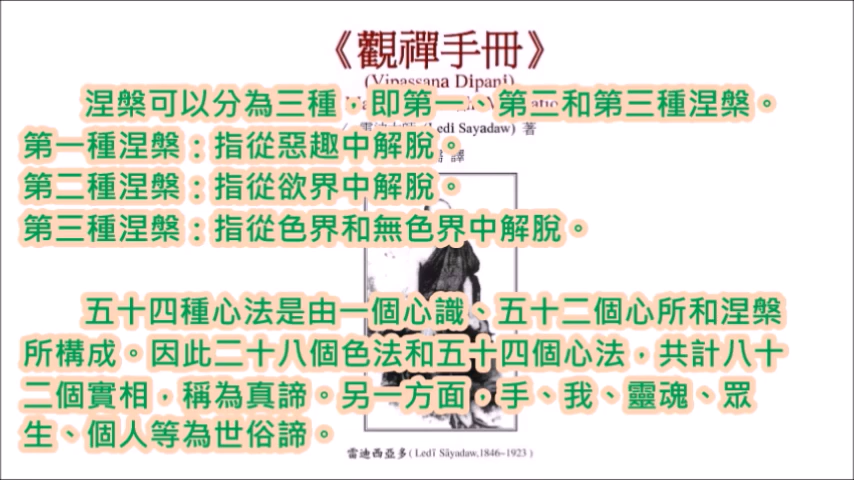 《觀禪手冊》
(Vipassana Dipani)
涅槃可以分為三種，即第一、第二和第三種涅槃。
(Ledi Sayadaw) 著
第一種涅槃：指從惡趣中解脫。
譯
第二種涅槃：指從欲界中解脫。
第三種涅槃：指從色界和無色界中解脫。
五十四種心法是由一個心識、五十二個心所和涅槃
所構成。因此二十八個色法和五十四個心法，共計八十
二個實相，稱為真諦。另一方面，手、我、靈魂、眾
生、個人等為世俗諦。
雷迪西亞多(Ledī Sāyadaw,1846–1923)